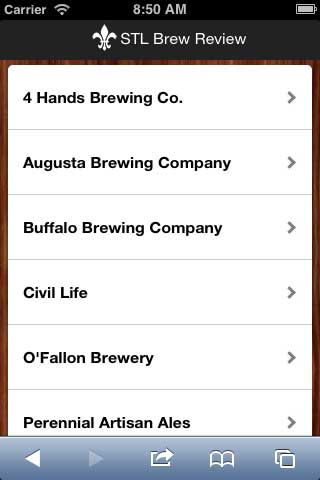 Carrier 8:50 AM
STL Brew Review
4 Hands Brewing Co.
Augusta Brewing Company
Buffalo Brewing Company
Civil Life
O'Fallon Brewery
Perennial Artisan Ales